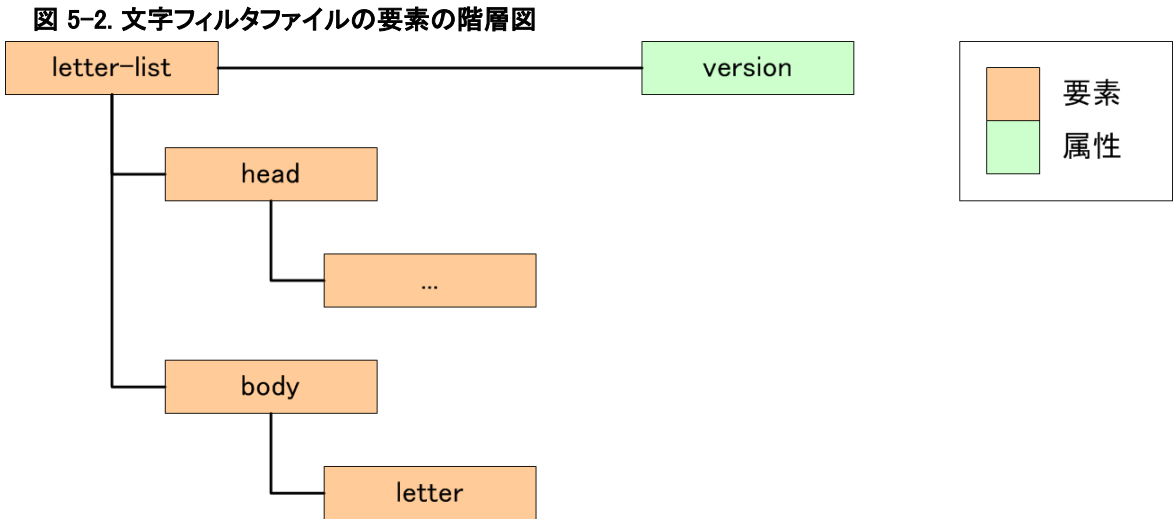 図 5-2. 文字フィルタファイルの要素の階層図
letter-list
version
要素
属性
head
...
body
letter